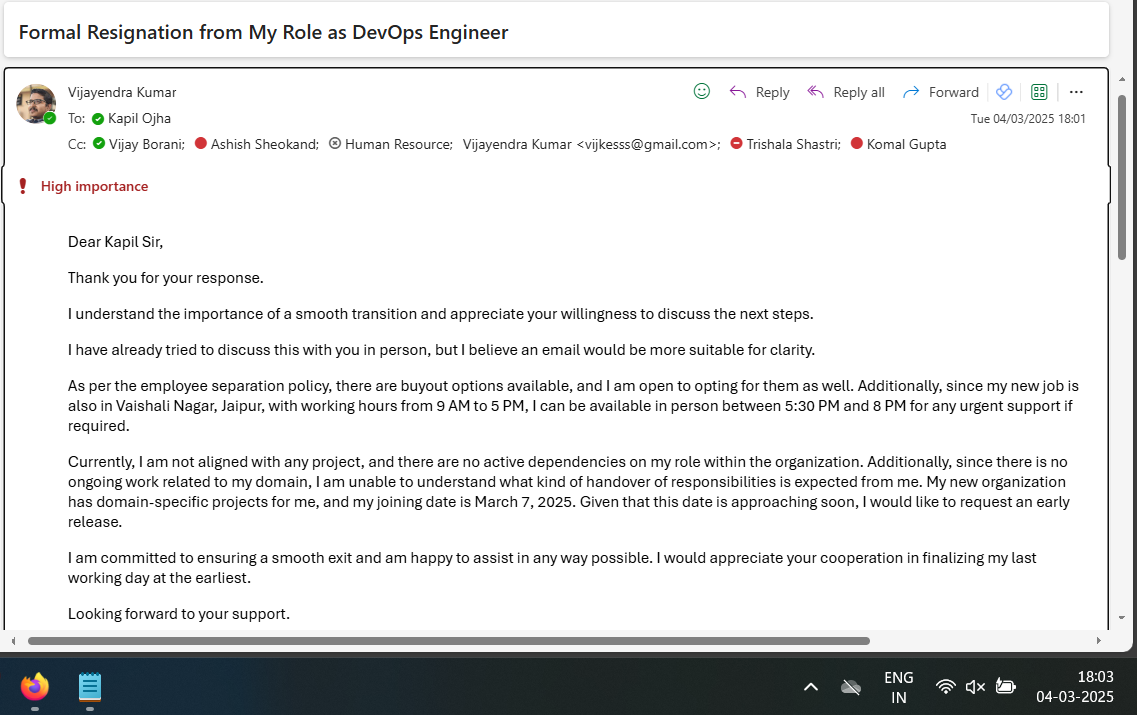 Formal Resignation from My Role as DevOps Engineer
Vijayendra Kumar
Reply
Reply all
Forward
To: Kapil Ojha
Tue 04/03/2025 18:01
Cc: Vijay Borani; Ashish Sheokand; Human Resource; Vijayendra Kumar <vijkesss@gmail.com>; Trishala Shastri; Komal Gupta
High importance
Dear Kapil Sir,
Thank you for your response.
I understand the importance of a smooth transition and appreciate your willingness to discuss the next steps.
I have already tried to discuss this with you in person, but I believe an email would be more suitable for clarity.
As per the employee separation policy, there are buyout options available, and I am open to opting for them as well. Additionally, since my new job is
also in Vaishali Nagar, Jaipur, with working hours from 9 AM to 5 PM, I can be available in person between 5:30 PM and 8 PM for any urgent support if
required.
Currently, I am not aligned with any project, and there are no active dependencies on my role within the organization. Additionally, since there is no
ongoing work related to my domain, I am unable to understand what kind of handover of responsibilities is expected from me. My new organization
has domain-specific projects for me, and my joining date is March 7, 2025. Given that this date is approaching soon, I would like to request an early
release.
I am committed to ensuring a smooth exit and am happy to assist in any way possible. I would appreciate your cooperation in finalizing my last
working day at the earliest.
Looking forward to your support.
ENG
IN
18:03
04-03-2025